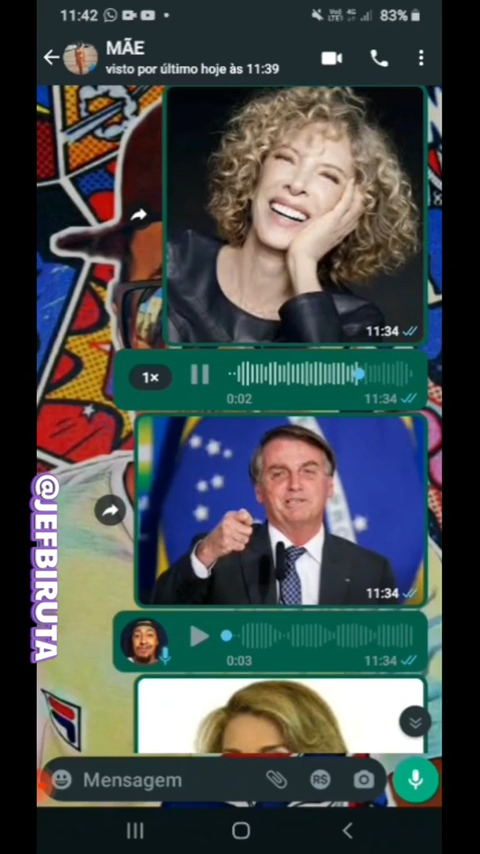 11:42
83%
MÃE
visto por último hoje às 11:39
11:34
1×
0:02
11:34
11:34
0:03
11:34
@JEFBIRUTA
Mensagem
R$